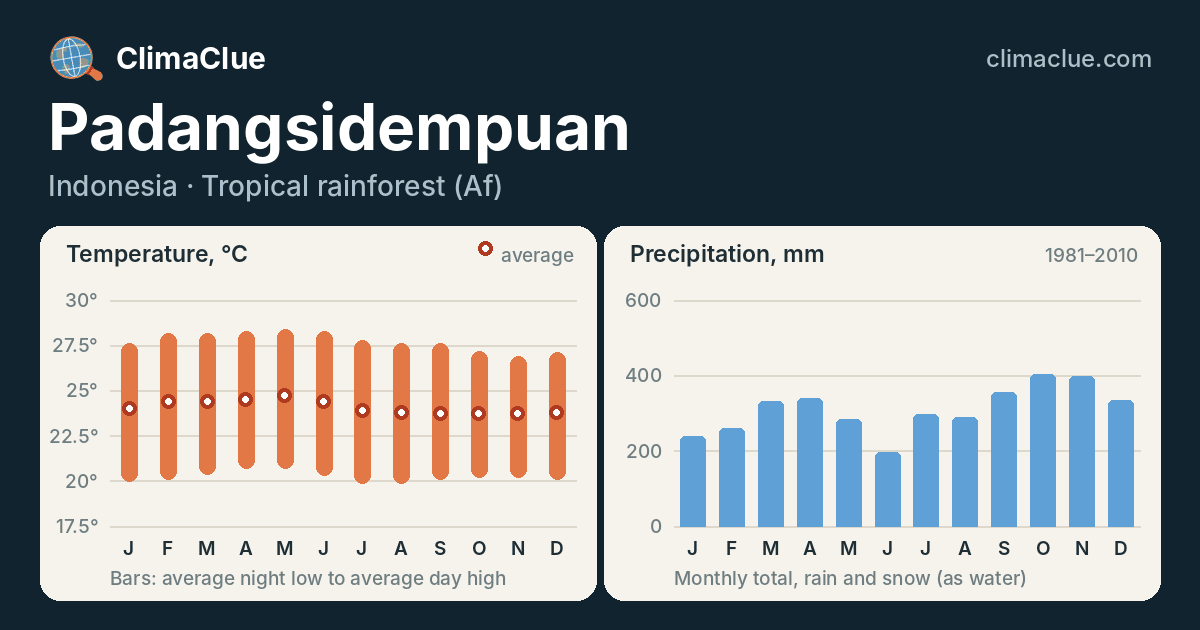 ClimaClue
climaclue.com
Padangsidempuan
Indonesia · Tropical rainforest (Af)
Temperature, °C
average
30°
27.5°
25°
22.5°
20°
17.5°
J F M A M J J A S O N D
Bars: average night low to average day high
Precipitation, mm
1981–2010
600
400
200
0
J F M A M J J A S O N D
Monthly total, rain and snow (as water)